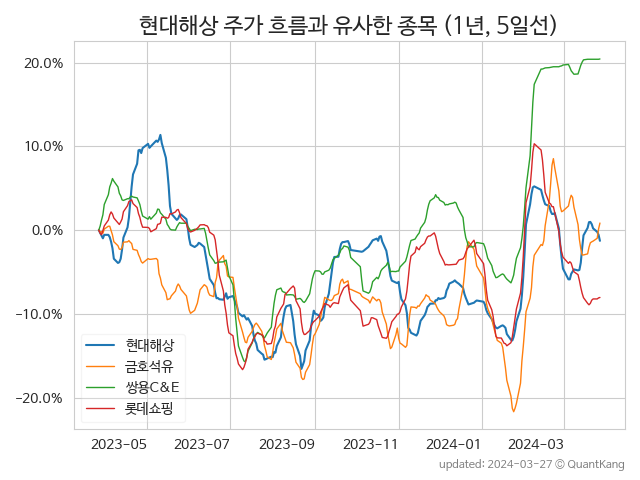 현대해상 주가 흐름과 유사한 종목 (1년, 5일선)
20.0%
10.0%
0.0%
−10.0%
−20.0%
현대해상
금호석유
쌍용C&E
롯데쇼핑
2023-05 2023-07 2023-09 2023-11 2024-01 2024-03
updated: 2024-03-27 © QuantKang